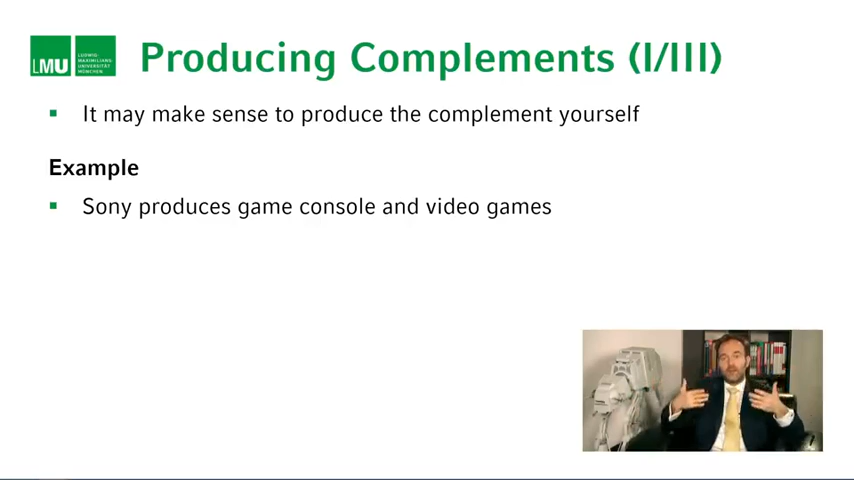 LMU
LUDWIG-
MAXIMILIANS-
UNIVERSITÄT
MÜNCHEN
Producing Complements (I/III)
▪ It may make sense to produce the complement yourself
Example
▪ Sony produces game console and video games